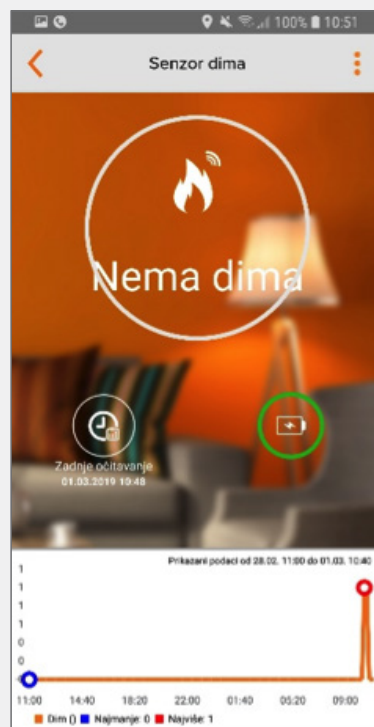 100% 10:51
Senzor dima
Nema dima
Zadnje očitavanje
01.03.2019 10:48
Prikazani podaci od 28.02. 11:00 do 01.03. 10:40
1
1
1
1
0
0
11:00 14:40 18:20 22:00 01:40 05:20 09:00
Dim () Najmanje: 0 Najviše: 1